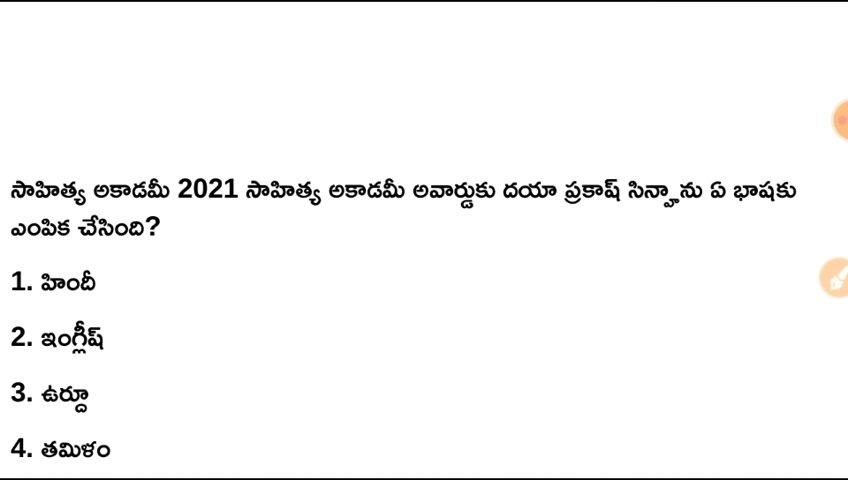 సాహిత్య అకాడమీ 2021 సాహిత్య అకాడమీ అవార్డుకు దయా ప్రకాష్ సిన్హాను ఏ భాషకు
ఎంపిక చేసింది?
1. హిందీ
2. ఇంగ్లీష్
3. ఉర్దూ
4. తమిళం